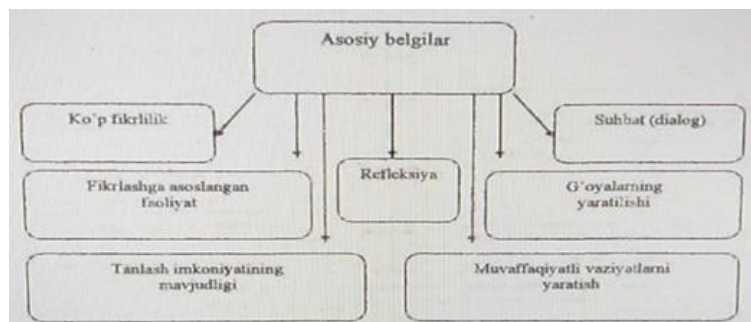 Asosiy belgilar
Ko'p fikrlilik
Suhbat (dialog)
Fikrlashga asoslangan
faoliyat
Refleksiya
G'oyalarning
yaratilishi
Tanlash imkoniyatining
mavjudligi
Muvaffaqiyatli vaziyatlarni
yaratish